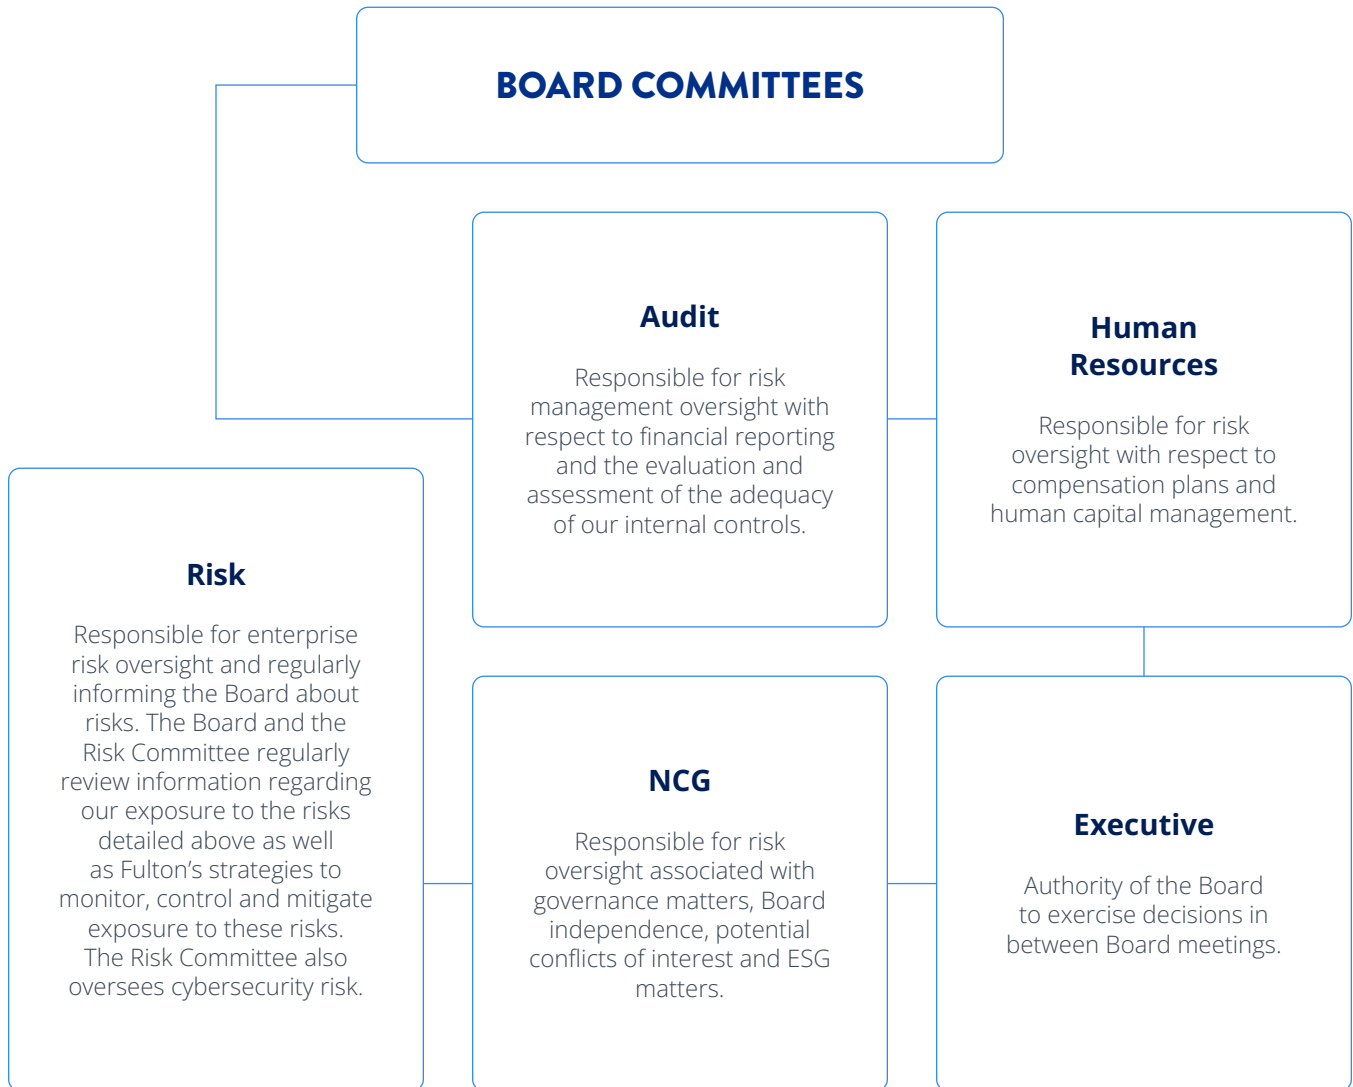 BOARD COMMITTEES
Audit
Responsible for risk
management oversight with
respect to financial reporting
and the evaluation and
assessment of the adequacy
of our internal controls.
Human
Resources
Responsible for risk
oversight with respect to
compensation plans and
human capital management.
Risk
Responsible for enterprise
risk oversight and regularly
informing the Board about
risks. The Board and the
Risk Committee regularly
review information regarding
our exposure to the risks
detailed above as well
as Fulton’s strategies to
monitor, control and mitigate
exposure to these risks.
The Risk Committee also
oversees cybersecurity risk.
NCG
Responsible for risk
oversight associated with
governance matters, Board
independence, potential
conflicts of interest and ESG
matters.
Executive
Authority of the Board
to exercise decisions in
between Board meetings.